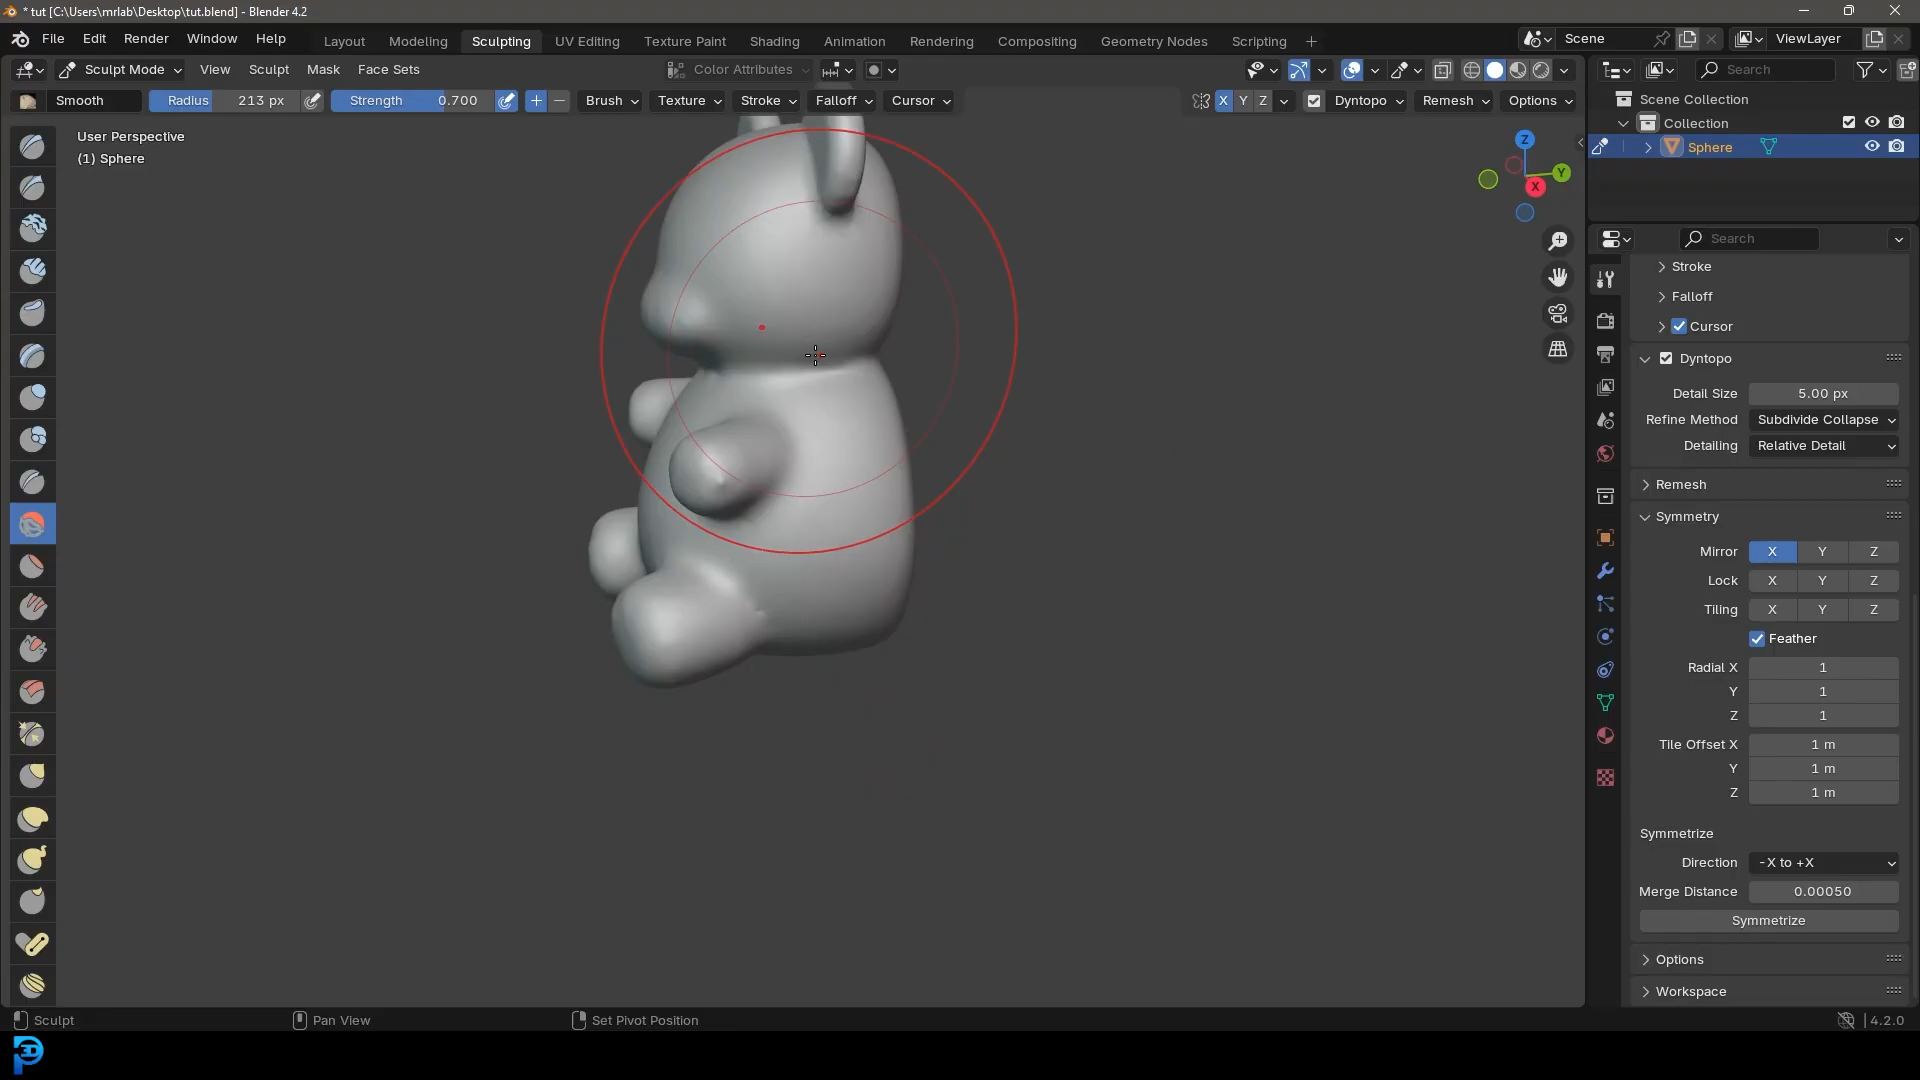 * tut [C:\Users\mrlab\Desktop\tut.blend] - Blender 4.2
File Edit Render Window Help Layout Modeling Sculpting UV Editing Texture Paint Shading Animation Rendering Compositing Geometry Nodes Scripting + Scene ViewLayer
Sculpt Mode View Sculpt Mask Face Sets Color Attributes Search
Smooth Radius 213 px Strength 0.700 + − Brush Texture Stroke Falloff Cursor X Y Z Dyntopo Remesh Options Scene Collection
Collection
User Perspective
(1) Sphere
Sphere
Z
Y
X
Search
Stroke
Falloff
Cursor
Dyntopo
Detail Size 5.00 px
Refine Method Subdivide Collapse
Detailing Relative Detail
Remesh
Symmetry
Mirror X Y Z
Lock X Y Z
Tiling X Y Z
Feather
Radial X 1
Y 1
Z 1
Tile Offset X 1 m
Y 1 m
Z 1 m
Symmetrize
Direction -X to +X
Merge Distance 0.00050
Symmetrize
Options
Workspace
Sculpt Pan View Set Pivot Position 4.2.0
3D